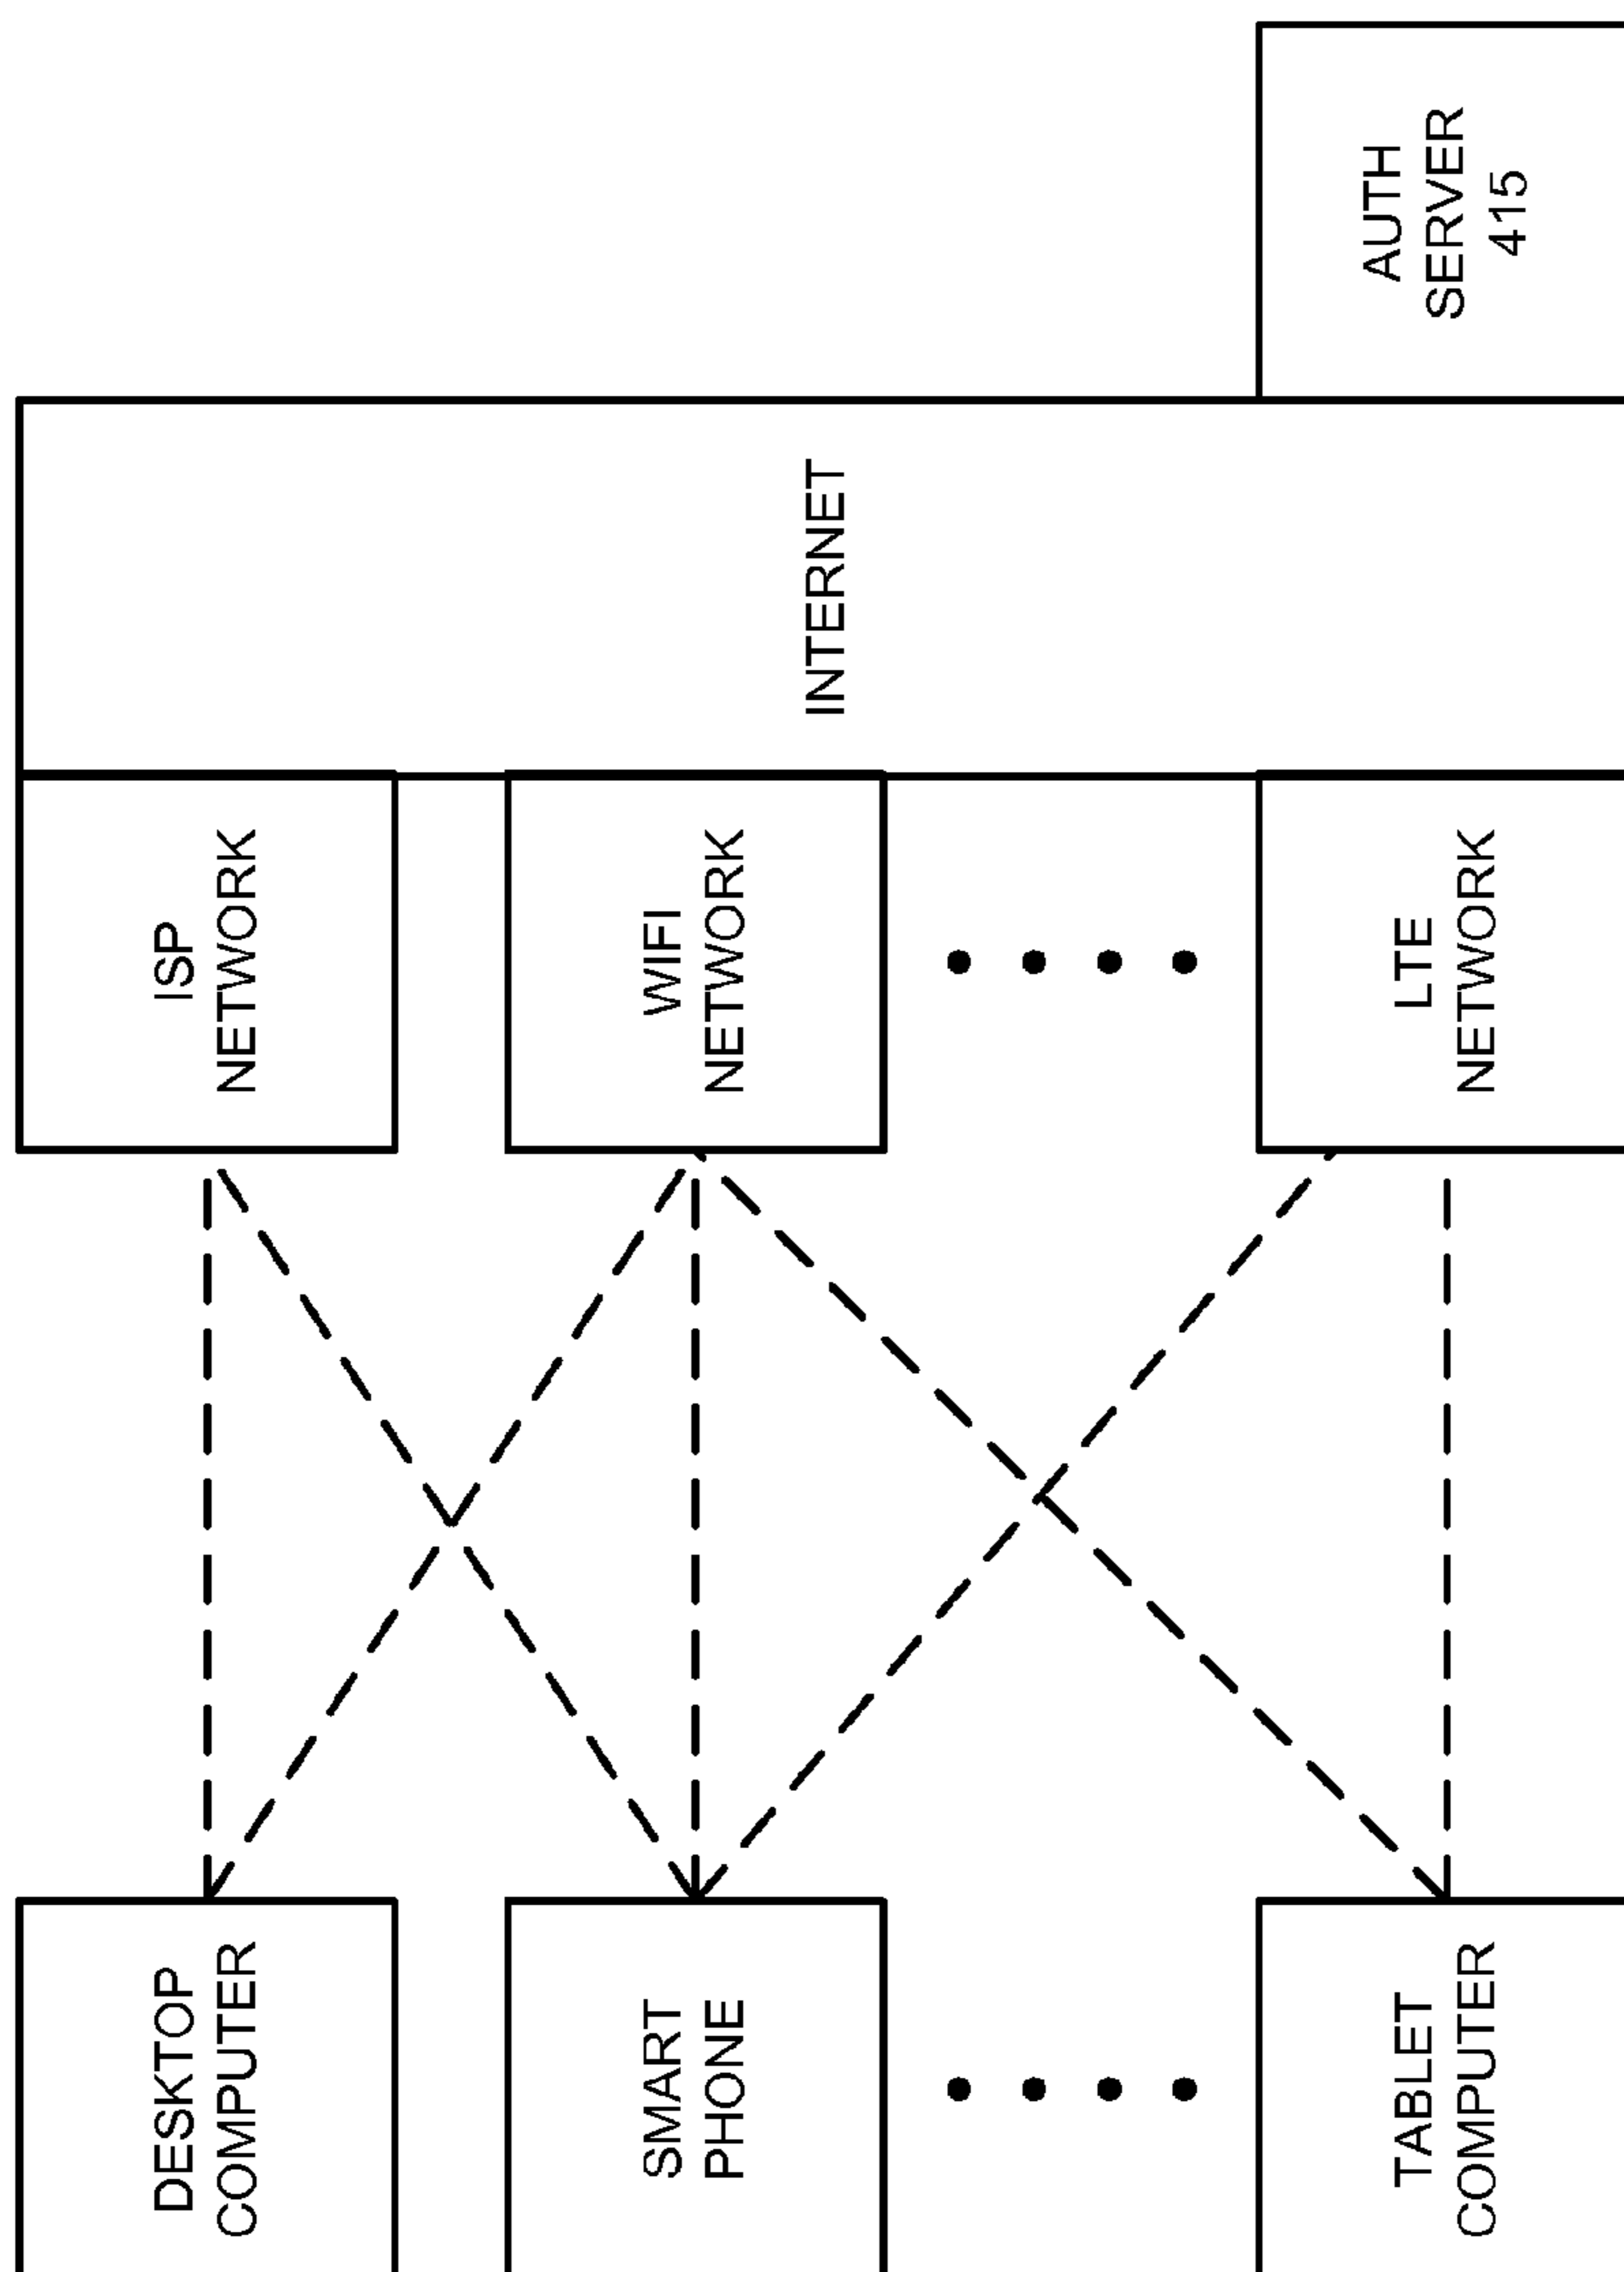 DESKTOP
COMPUTER
SMART
PHONE
TABLET
COMPUTER
ISP
NETWORK
WIFI
NETWORK
LTE
NETWORK
INTERNET
AUTH
SERVER
415